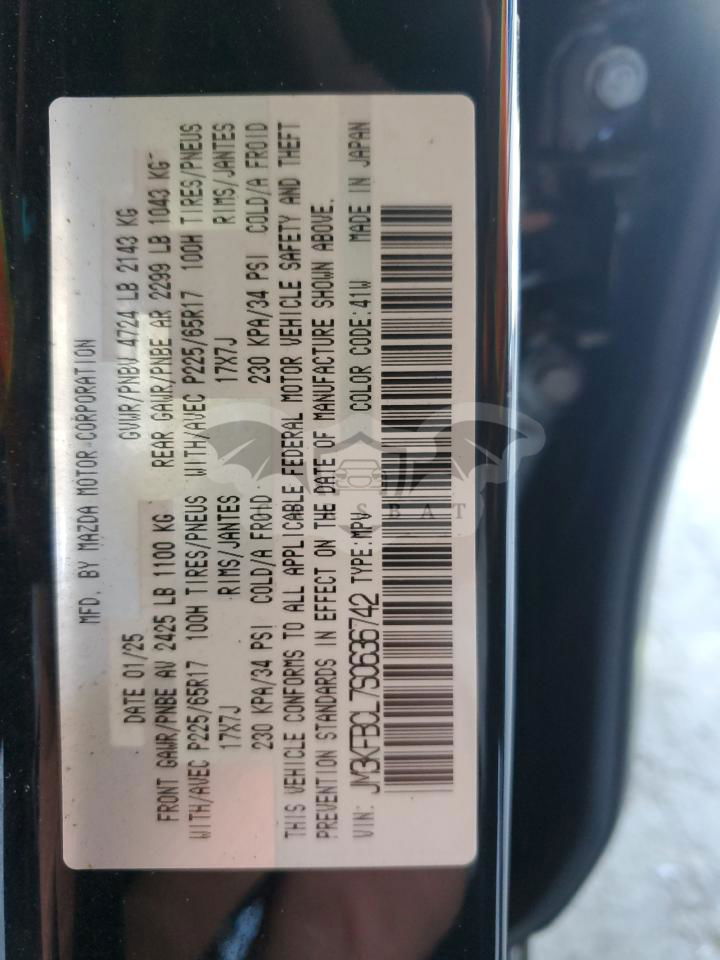 MFD. BY MAZDA MOTOR CORPORATION
DATE 01/25 GVWR/PNBV 4724 LB 2143 KG
FRONT GAWR/PNBE AV 2425 LB 1100 KG REAR GAWR/PNBE AR 2299 LB 1043 KG
WITH/AVEC P225/65R17 100H TIRES/PNEUS WITH/AVEC P225/65R17 100H TIRES/PNEUS
17X7J RIMS/JANTES 17X7J RIMS/JANTES
230 KPA/34 PSI COLD/A FROID 230 KPA/34 PSI COLD/A FROID
THIS VEHICLE CONFORMS TO ALL APPLICABLE FEDERAL MOTOR VEHICLE SAFETY AND THEFT
PREVENTION STANDARDS IN EFFECT ON THE DATE OF MANUFACTURE SHOWN ABOVE.
VIN: JM3KFBCL7S0636742 TYPE:MPV COLOR CODE:41W MADE IN JAPAN